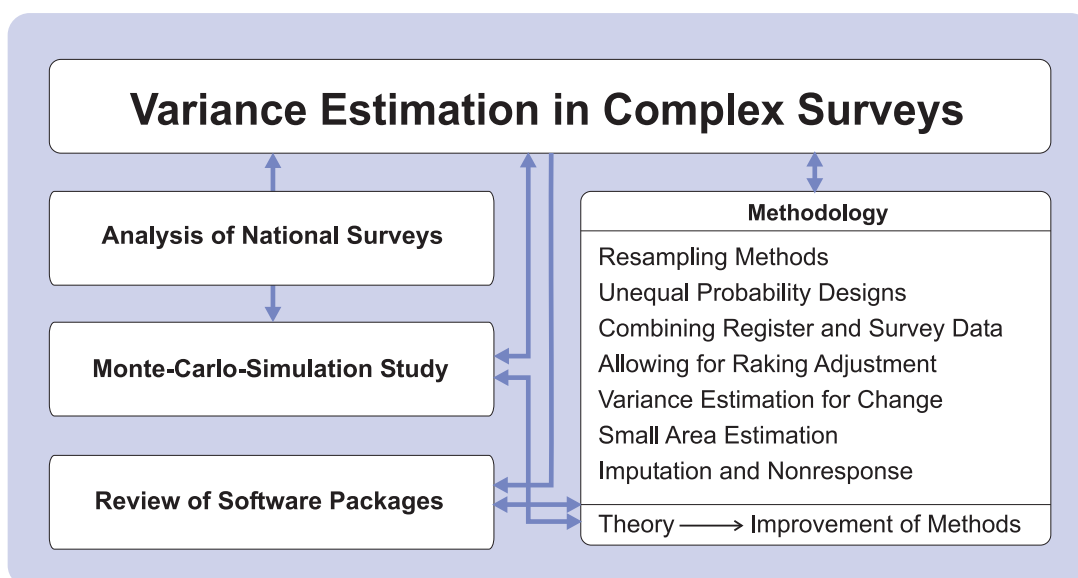 Variance Estimation in Complex Surveys
Analysis of National Surveys
Monte-Carlo-Simulation Study
Review of Software Packages
Methodology
Resampling Methods
Unequal Probability Designs
Combining Register and Survey Data
Allowing for Raking Adjustment
Variance Estimation for Change
Small Area Estimation
Imputation and Nonresponse
Theory ⟶ Improvement of Methods